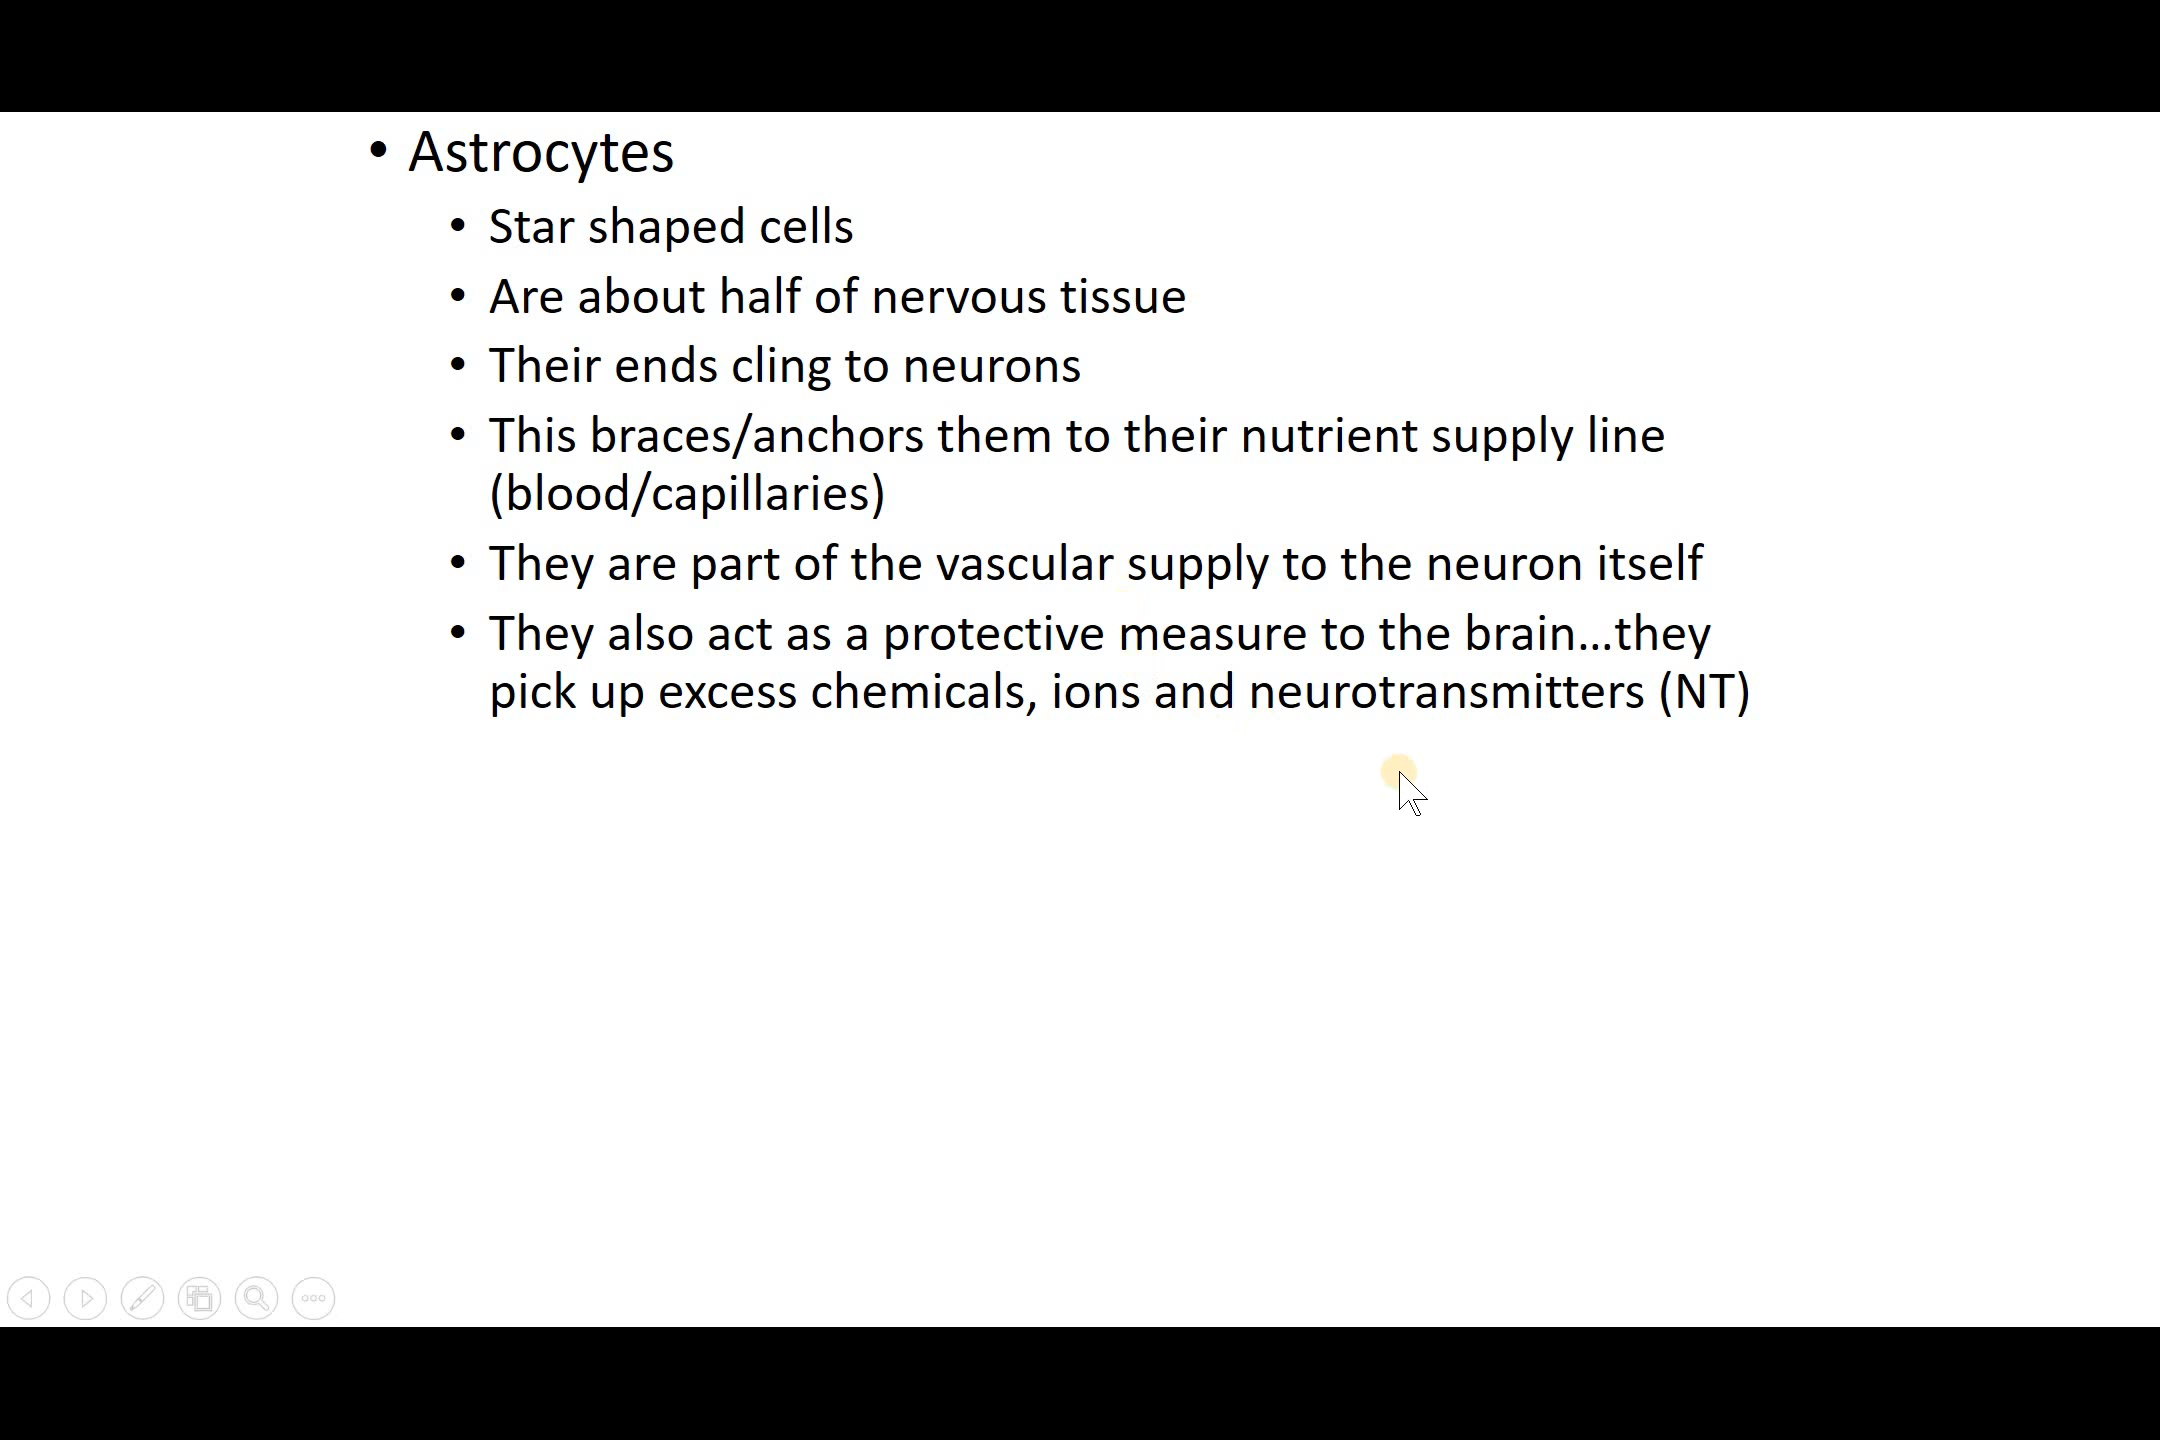 • Astrocytes
• Star shaped cells
• Are about half of nervous tissue
• Their ends cling to neurons
• This braces/anchors them to their nutrient supply line
(blood/capillaries)
• They are part of the vascular supply to the neuron itself
• They also act as a protective measure to the brain…they
pick up excess chemicals, ions and neurotransmitters (NT)